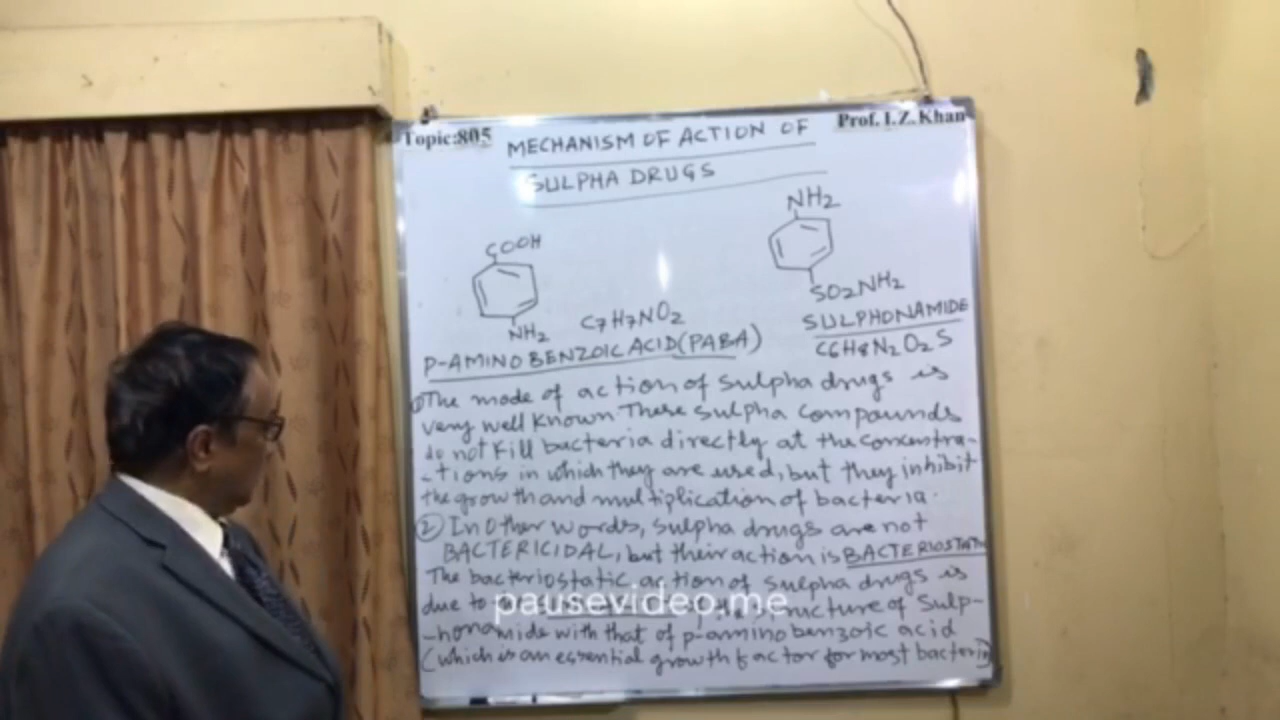 Topic:805
MECHANISM OF ACTION OF
Prof. I.Z. Khan
SULPHA DRUGS
COOH
NH2
C7H7NO2
P-AMINO BENZOIC ACID (PABA)
NH2
SO2NH2
SULPHONAMIDE
C6H8N2O2S
① The mode of action of sulpha drugs is
very well known These sulpha compounds
do not kill bacteria directly at the concentra-
-tions in which they are used, but they inhibit
the growth and multiplication of bacteria.
② In Other words, sulpha drugs are not
BACTERICIDAL, but their action is BACTERIOSTATIC
The bacteriostatic action of sulpha drugs is
due to the structure of Sulp-
-honamide with that of p-amino benzoic acid
(which is an essential growth factor for most bacteria)
pausevideo.me